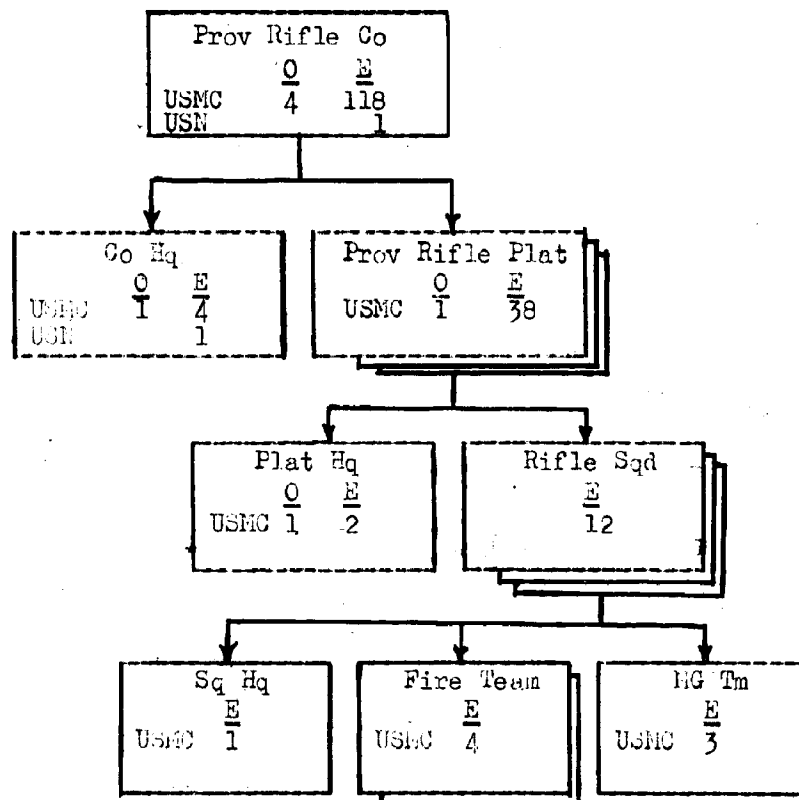 Prov Rifle Co
O E
USMC 4 118
USN 1
Co Hq
O E
USMC 1 4
USN 1
Prov Rifle Plat
O E
USMC 1 38
Plat Hq
O E
USMC 1 2
Rifle Sqd
E
12
Sq Hq
E
USMC 1
Fire Team
E
USMC 4
MG Tm
E
USMC 3